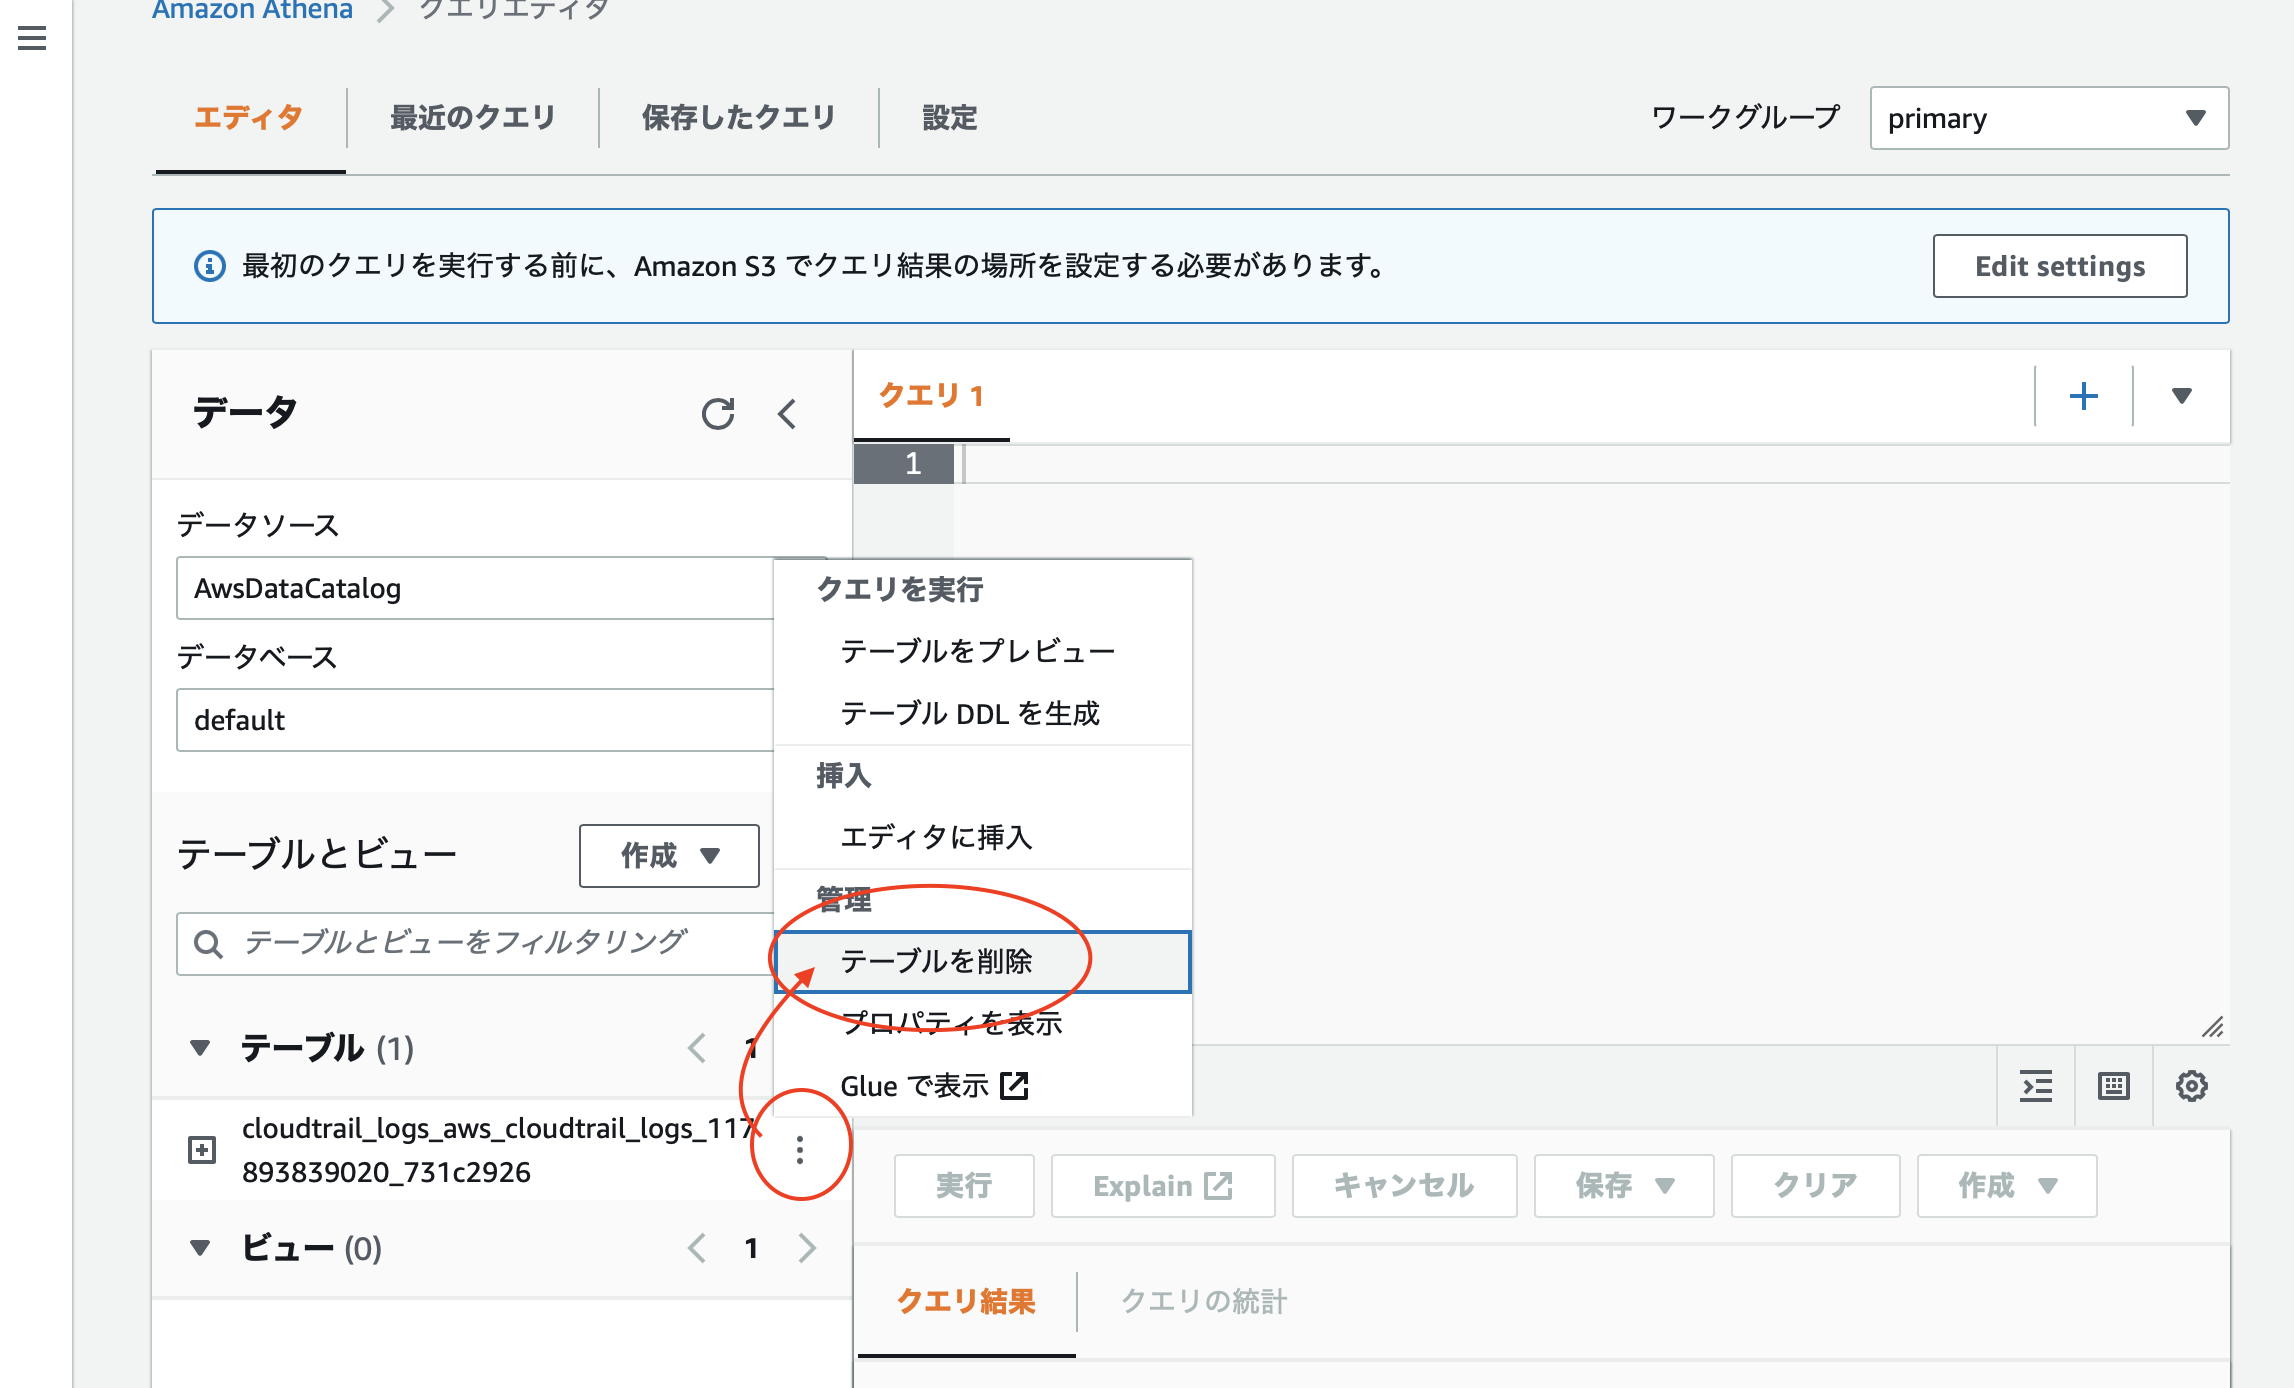 Amazon Athena
クエリエディタ
エディタ
最近のクエリ
保存したクエリ
設定
ワークグループ
primary
最初のクエリを実行する前に、Amazon S3 でクエリ結果の場所を設定する必要があります。
Edit settings
データ
クエリ 1
1
データソース
AwsDataCatalog
データベース
default
テーブルとビュー
作成
テーブルとビューをフィルタリング
テーブル (1)
1
cloudtrail_logs_aws_cloudtrail_logs_117
893839020_731c2926
ビュー (0)
1
クエリを実行
テーブルをプレビュー
テーブル DDL を生成
挿入
エディタに挿入
管理
テーブルを削除
プロパティを表示
Glue で表示
実行
Explain
キャンセル
保存
クリア
作成
クエリ結果
クエリの統計